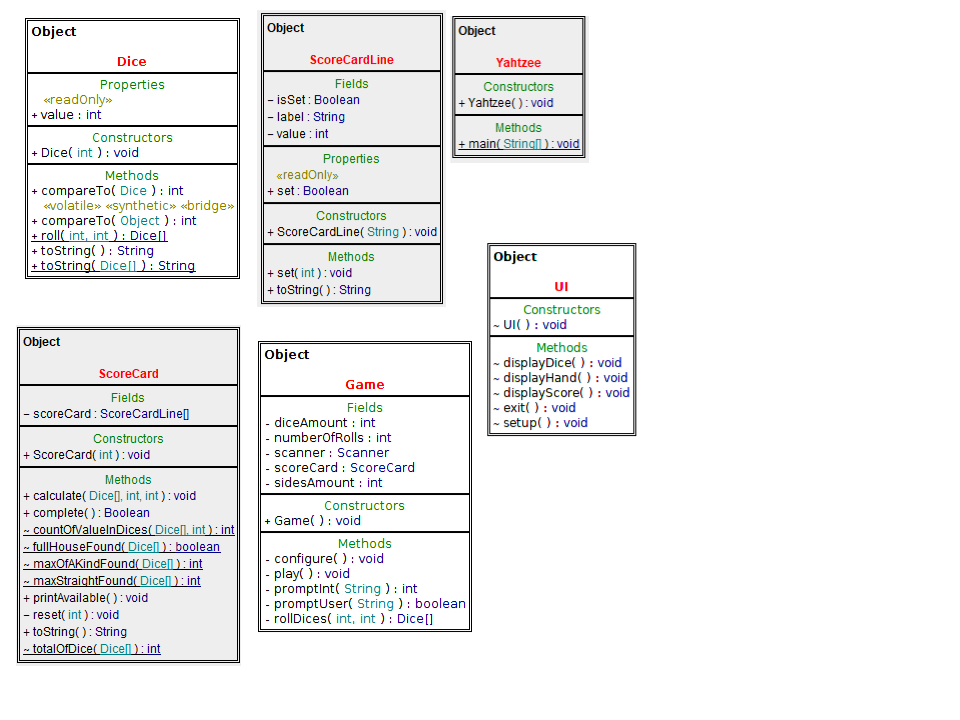 Object
Dice
Properties
«readOnly»
+ value : int
Constructors
+ Dice( int ) : void
Methods
+ compareTo( Dice ) : int
«volatile» «synthetic» «bridge»
+ compareTo( Object ) : int
+ roll( int, int ) : Dice[]
+ toString( ) : String
+ toString( Dice[] ) : String
Object
ScoreCardLine
Fields
– isSet : Boolean
– label : String
– value : int
Properties
«readOnly»
+ set : Boolean
Constructors
+ ScoreCardLine( String ) : void
Methods
+ set( int ) : void
+ toString( ) : String
Object
Yahtzee
Constructors
+ Yahtzee( ) : void
Methods
+ main( String[] ) : void
Object
UI
Constructors
~ UI( ) : void
Methods
~ displayDice( ) : void
~ displayHand( ) : void
~ displayScore( ) : void
~ exit( ) : void
~ setup( ) : void
Object
ScoreCard
Fields
– scoreCard : ScoreCardLine[]
Constructors
+ ScoreCard( int ) : void
Methods
+ calculate( Dice[], int, int ) : void
+ complete( ) : Boolean
~ countOfValueInDices( Dice[], int ) : int
~ fullHouseFound( Dice[] ) : boolean
~ maxOfAKindFound( Dice[] ) : int
~ maxStraightFound( Dice[] ) : int
+ printAvailable( ) : void
– reset( int ) : void
+ toString( ) : String
~ totalOfDice( Dice[] ) : int
Object
Game
Fields
- diceAmount : int
- numberOfRolls : int
- scanner : Scanner
- scoreCard : ScoreCard
- sidesAmount : int
Constructors
+ Game( ) : void
Methods
- configure( ) : void
- play( ) : void
- promptInt( String ) : int
- promptUser( String ) : boolean
- rollDices( int, int ) : Dice[]